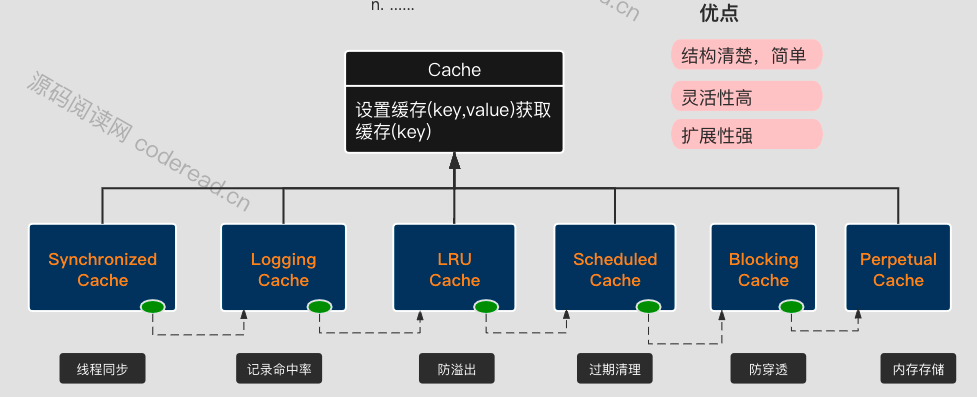 n. ......
优点
Cache
设置缓存(key,value)获取
缓存(key)
结构清楚，简单
灵活性高
扩展性强
源码阅读网 coderead.cn
de.cn
Synchronized
Cache
Logging
Cache
LRU
Cache
Scheduled
Cache
Blocking
Cache
Perpetual
Cache
线程同步
记录命中率
防溢出
过期清理
防穿透
内存存储